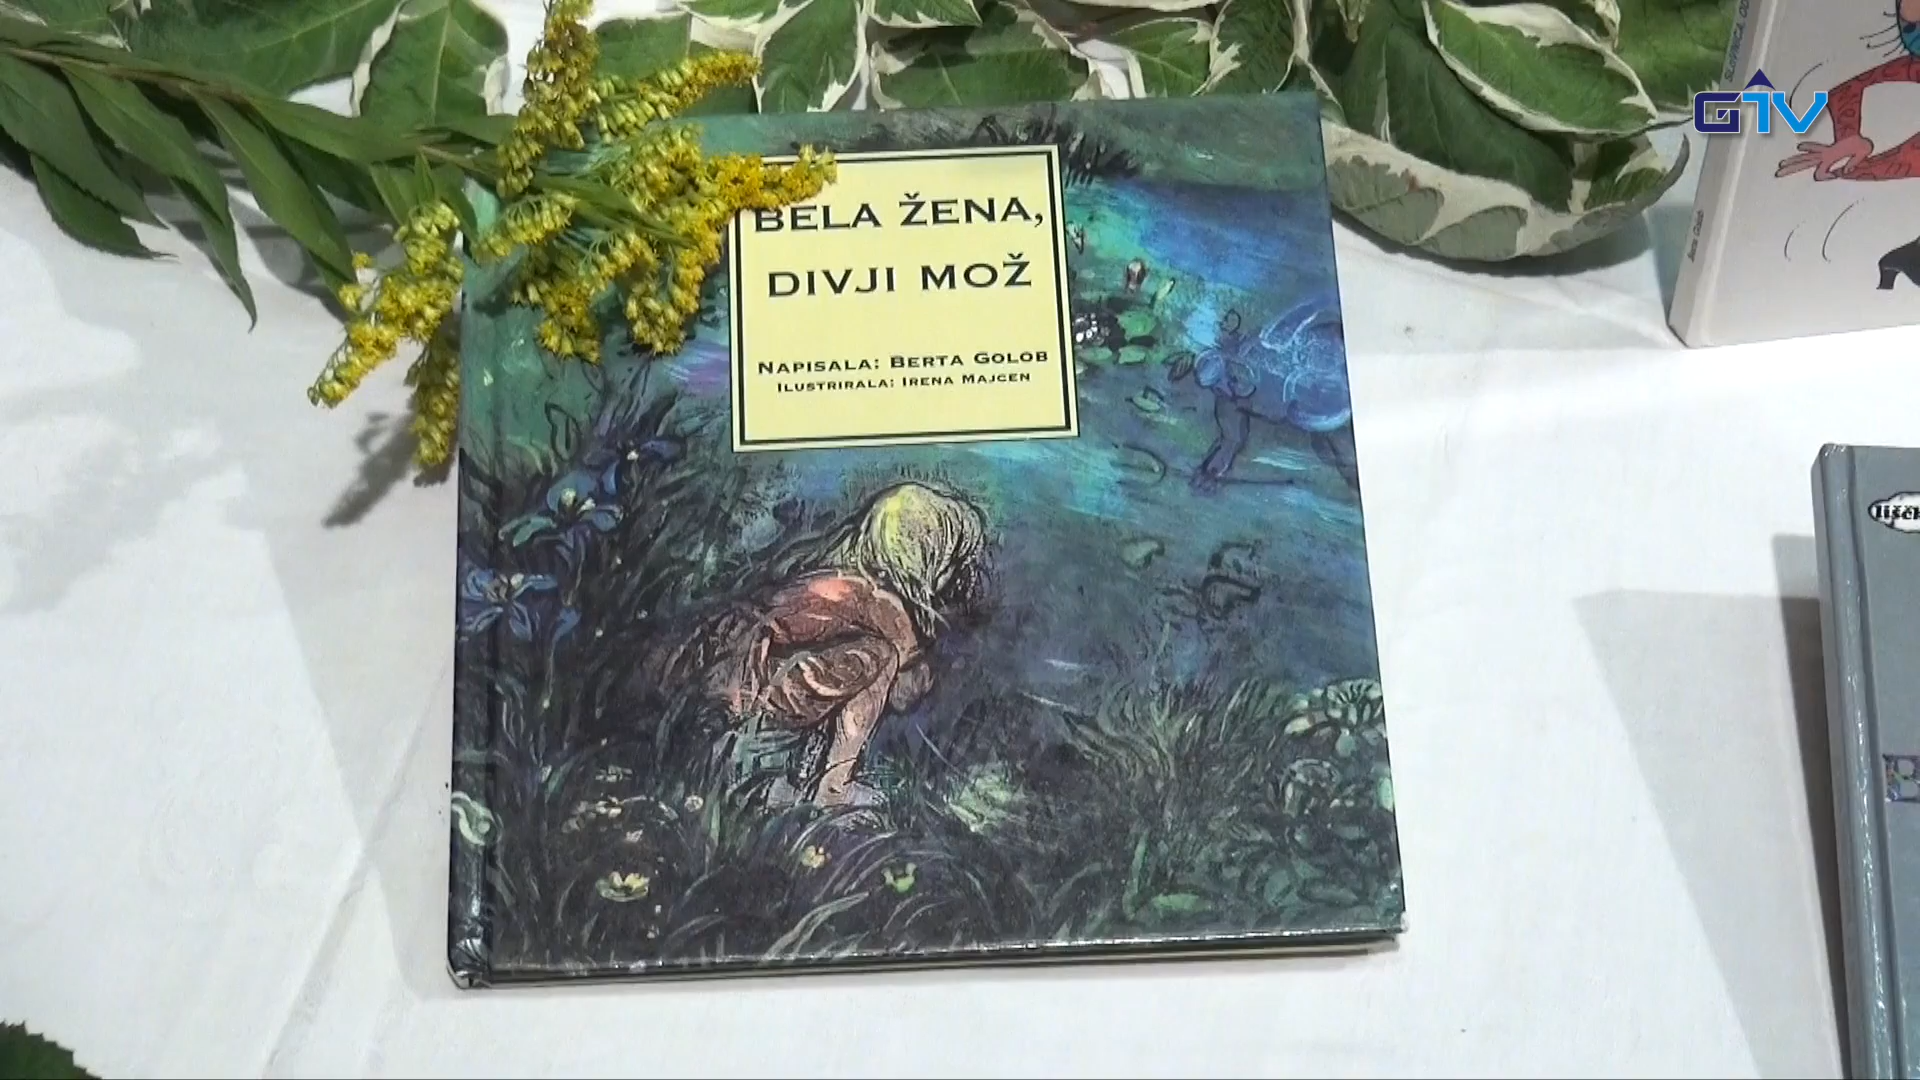 BELA ŽENA,
DIVJI MOŽ
NAPISALA: BERTA GOLOB
ILUSTRIRALA: IRENA MAJCEN
GTV